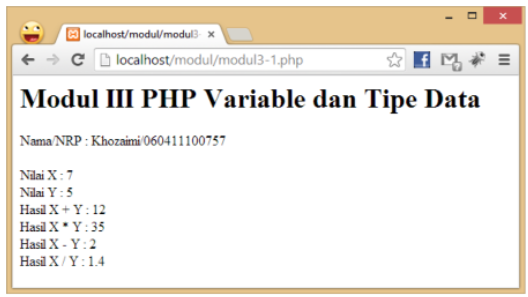 localhost/modul/modul3-
localhost/modul/modul3-1.php
Modul III PHP Variable dan Tipe Data
Nama/NRP : Khozaimi/060411100757
Nilai X : 7
Nilai Y : 5
Hasil X + Y : 12
Hasil X * Y : 35
Hasil X - Y : 2
Hasil X / Y : 1.4